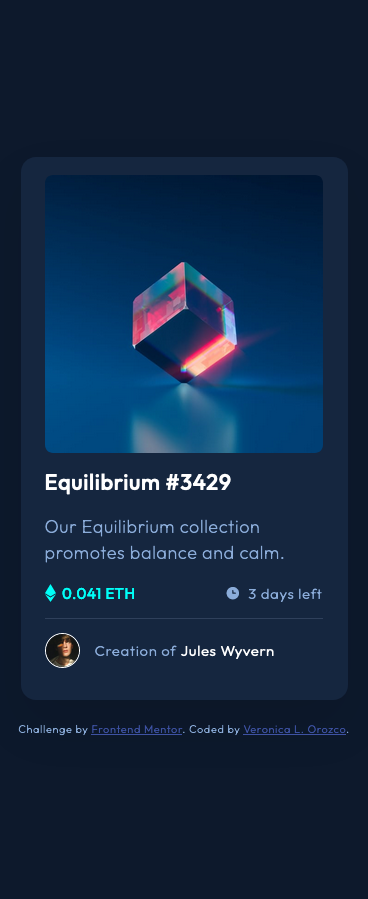 Equilibrium #3429
Our Equilibrium collection
promotes balance and calm.
0.041 ETH
3 days left
Creation of Jules Wyvern
Challenge by Frontend Mentor. Coded by Veronica L. Orozco.